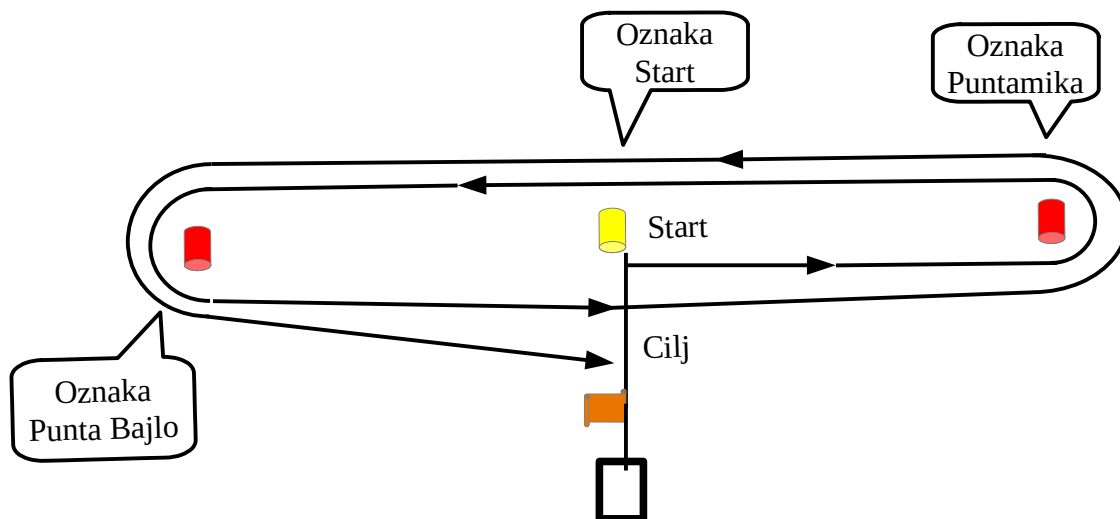 Oznaka
Start
Oznaka
Puntamika
Start
Cilj
Oznaka
Punta Bajlo